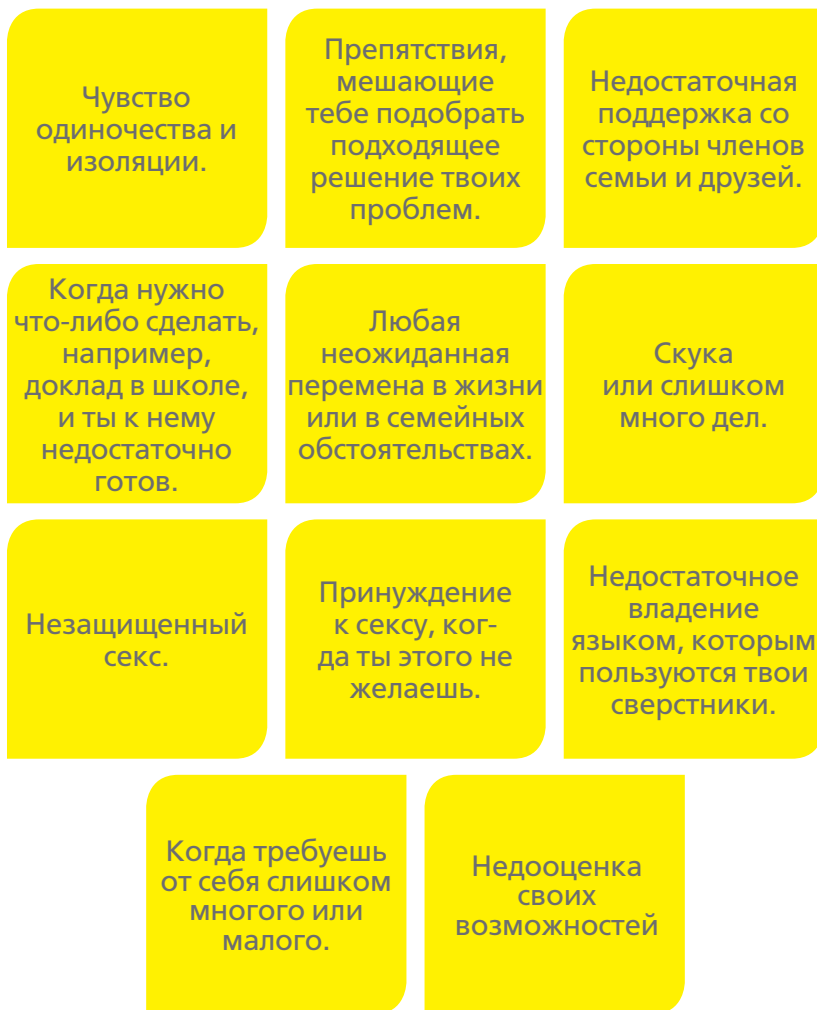 Чувство
одиночества и
изоляции.
Препятствия,
мешающие
тебе подобрать
подходящее
решение твоих
проблем.
Недостаточная
поддержка со
стороны членов
семьи и друзей.
Когда нужно
что-либо сделать,
например,
доклад в школе,
и ты к нему
недостаточно
готов.
Любая
неожиданная
перемена в жизни
или в семейных
обстоятельствах.
Скука
или слишком
много дел.
Незащищенный
секс.
Принуждение
к сексу, ког-
да ты этого не
желаешь.
Недостаточное
владение
языком, которым
пользуются твои
сверстники.
Когда требуешь
от себя слишком
многого или
малого.
Недооценка
своих
возможностей